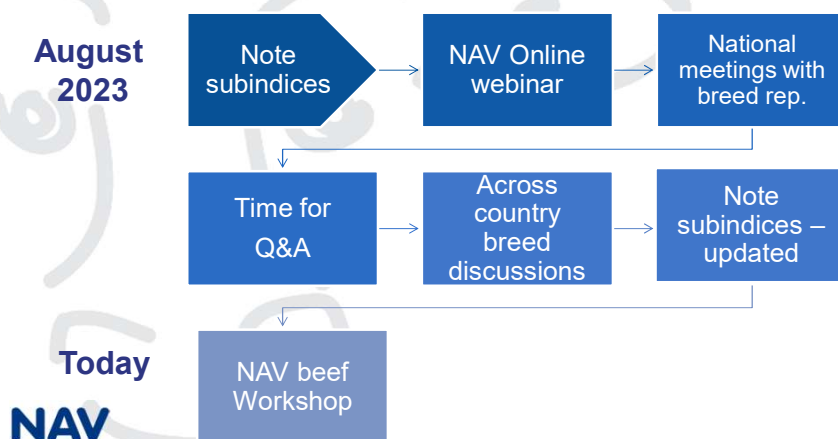 August
2023
Note
subindices
NAV Online
webinar
National
meetings with
breed rep.
Time for
Q&A
Across
country
breed
discussions
Note
subindices –
updated
Today
NAV beef
Workshop
NAV